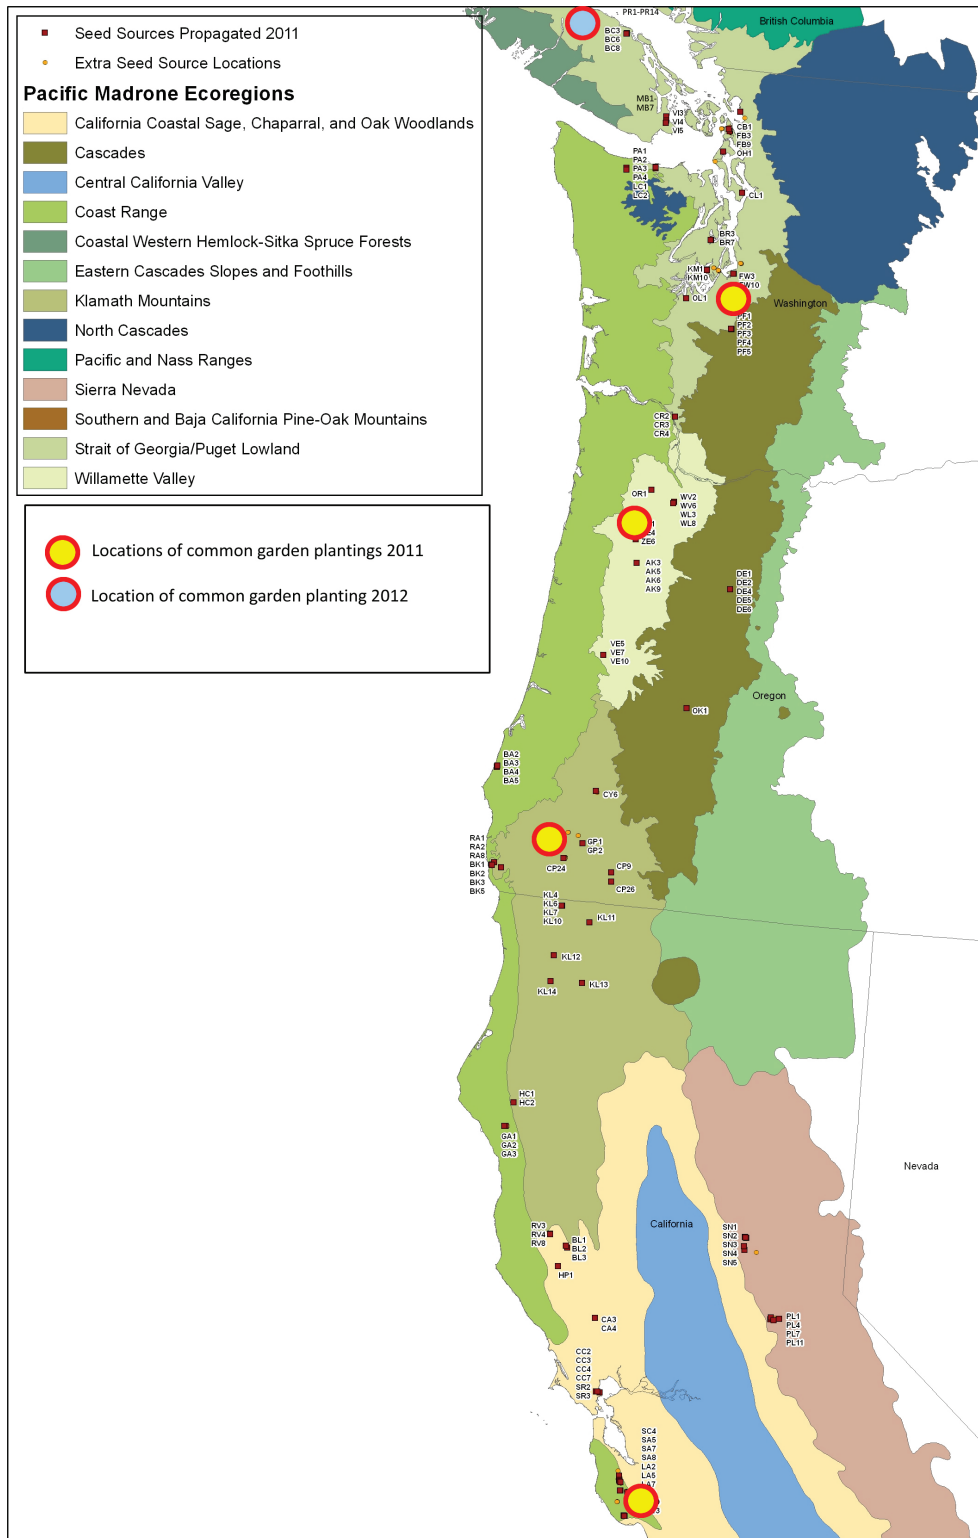 Seed Sources Propagated 2011
Extra Seed Source Locations
Pacific Madrone Ecoregions
California Coastal Sage, Chaparral, and Oak Woodlands
Cascades
Central California Valley
Coast Range
Coastal Western Hemlock-Sitka Spruce Forests
Eastern Cascades Slopes and Foothills
Klamath Mountains
North Cascades
Pacific and Nass Ranges
Sierra Nevada
Southern and Baja California Pine-Oak Mountains
Strait of Georgia/Puget Lowland
Willamette Valley
Locations of common garden plantings 2011
Location of common garden planting 2012
PR1-PR14
British Columbia
BC3
BC6
BC8
MB1-
MB7
VI3
VI4
VI5
CB1
FB3
FB9
OH1
PA1
PA2
PA3
PA4
LC1
LC2
CL1
BR3
BR7
KM1
KM10
FW3
OL1
Washington
PF1
PF2
PF3
PF4
PF5
CR2
CR3
CR4
OR1
WV2
WV6
WL3
WL8
ZE6
AK3
AK5
AK6
AK9
DE1
DE2
DE4
DE5
DE6
VE5
VE7
VE10
Oregon
OK1
BA2
BA3
BA4
BA5
CY6
RA1
RA2
RA8
BK1
BK2
BK3
BK5
GP1
GP2
CP24
CP9
CP26
KL4
KL6
KL7
KL10
KL11
KL12
KL14
KL13
HC1
HC2
GA1
GA2
GA3
Nevada
California
RV3
RV4
RV8
BL1
BL2
BL3
HP1
SN1
SN2
SN3
SN4
SN5
CA3
CA4
PL1
PL4
PL7
PL11
CC2
CC3
CC4
CC7
SR2
SR3
SC4
SA5
SA7
SA8
LA2
LA5
LA7